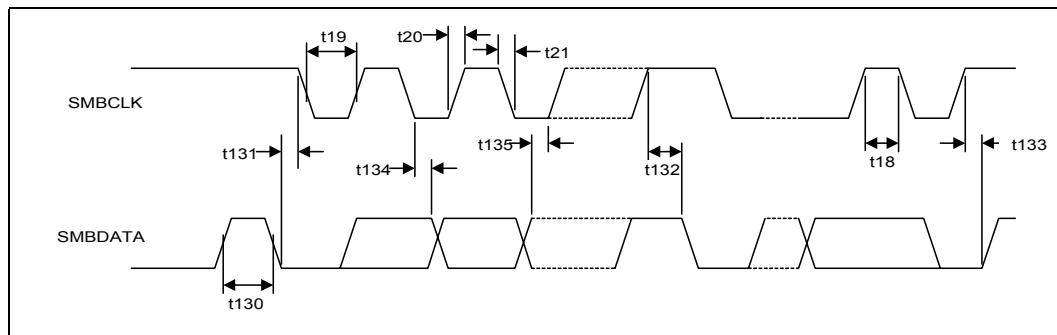 t19
t20
t21
SMBCLK
t131
t134
t135
t132
t18
t133
SMBDATA
t130